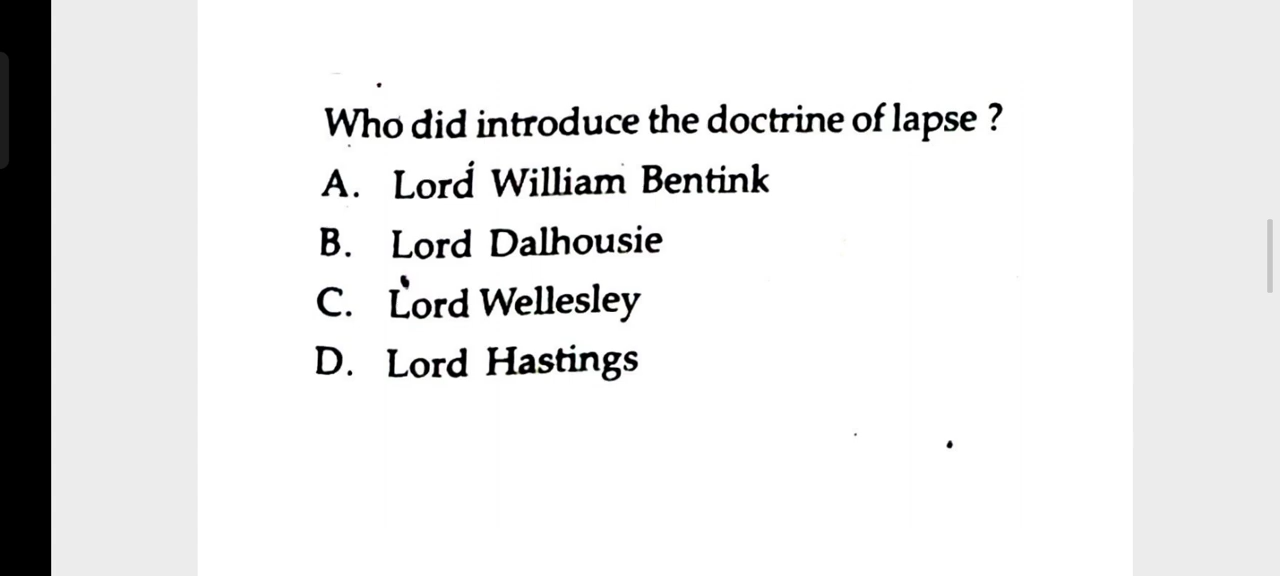 Who did introduce the doctrine of lapse ?
A. Lord William Bentink
B. Lord Dalhousie
C. Lord Wellesley
D. Lord Hastings